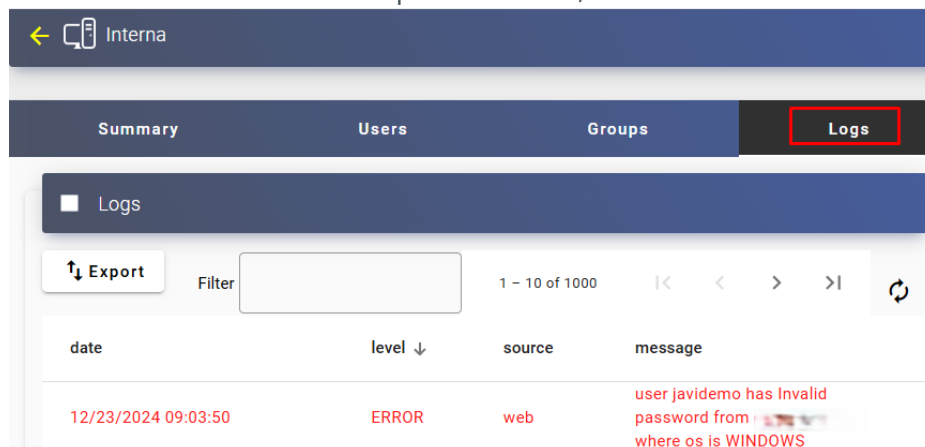 Interna
Summary Users Groups Logs
Logs
Export Filter 1 – 10 of 1000
date level source message
12/23/2024 09:03:50 ERROR web user javidemo has Invalid
password from
where os is WINDOWS